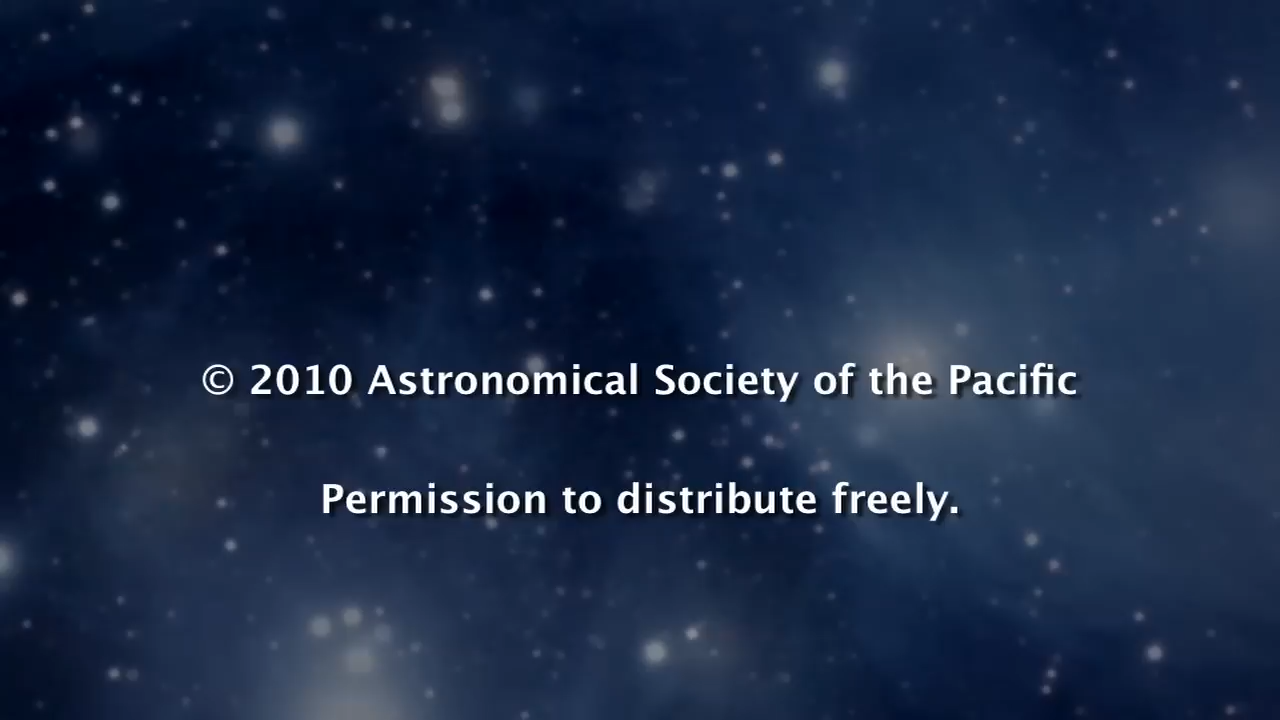 © 2010 Astronomical Society of the Pacific
Permission to distribute freely.